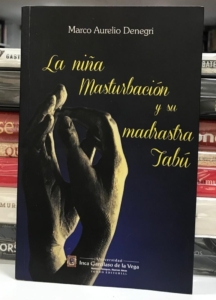 Marco Aurelio Denegri
La niña
Masturbación
y su
madrastra
Tabú
Universidad
Inca Garcilaso de la Vega